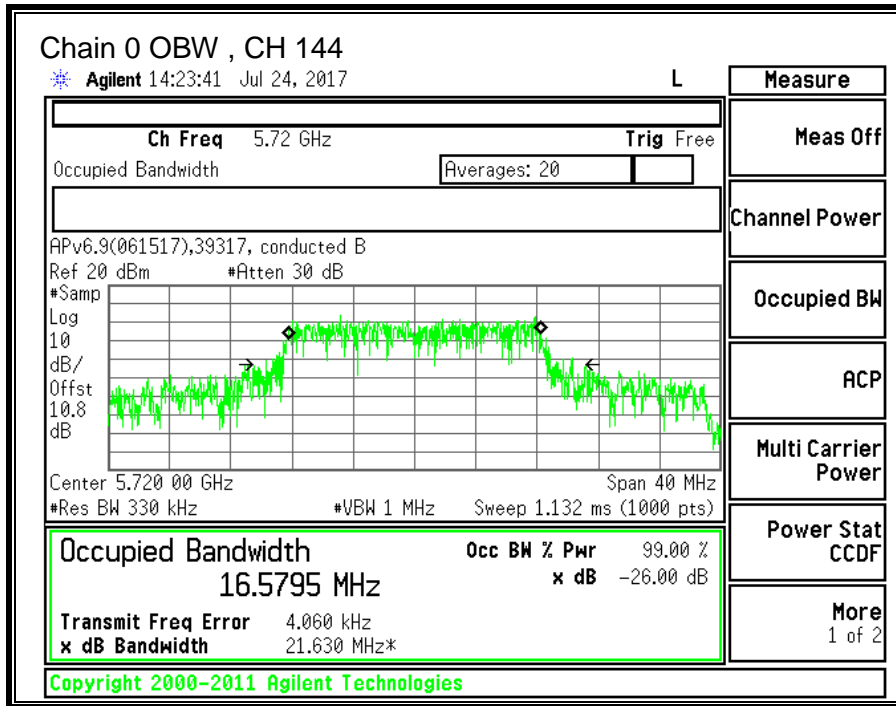 Chain 0 OBW , CH 144
Agilent 14:23:41 Jul 24, 2017 L
Measure
Ch Freq 5.72 GHz Trig Free
Occupied Bandwidth Averages: 20
APv6.9(061517),39317, conducted B
Ref 20 dBm #Atten 30 dB
#Samp
Log
10
dB/
Offst
10.8
dB
Center 5.720 00 GHz Span 40 MHz
#Res BW 330 kHz #VBW 1 MHz Sweep 1.132 ms (1000 pts)
Occupied Bandwidth Occ BW % Pwr 99.00 %
16.5795 MHz x dB -26.00 dB
Transmit Freq Error 4.060 kHz
x dB Bandwidth 21.630 MHz*
Copyright 2000-2011 Agilent Technologies
Meas Off
Channel Power
Occupied BW
ACP
Multi Carrier
Power
Power Stat
CCDF
More
1 of 2